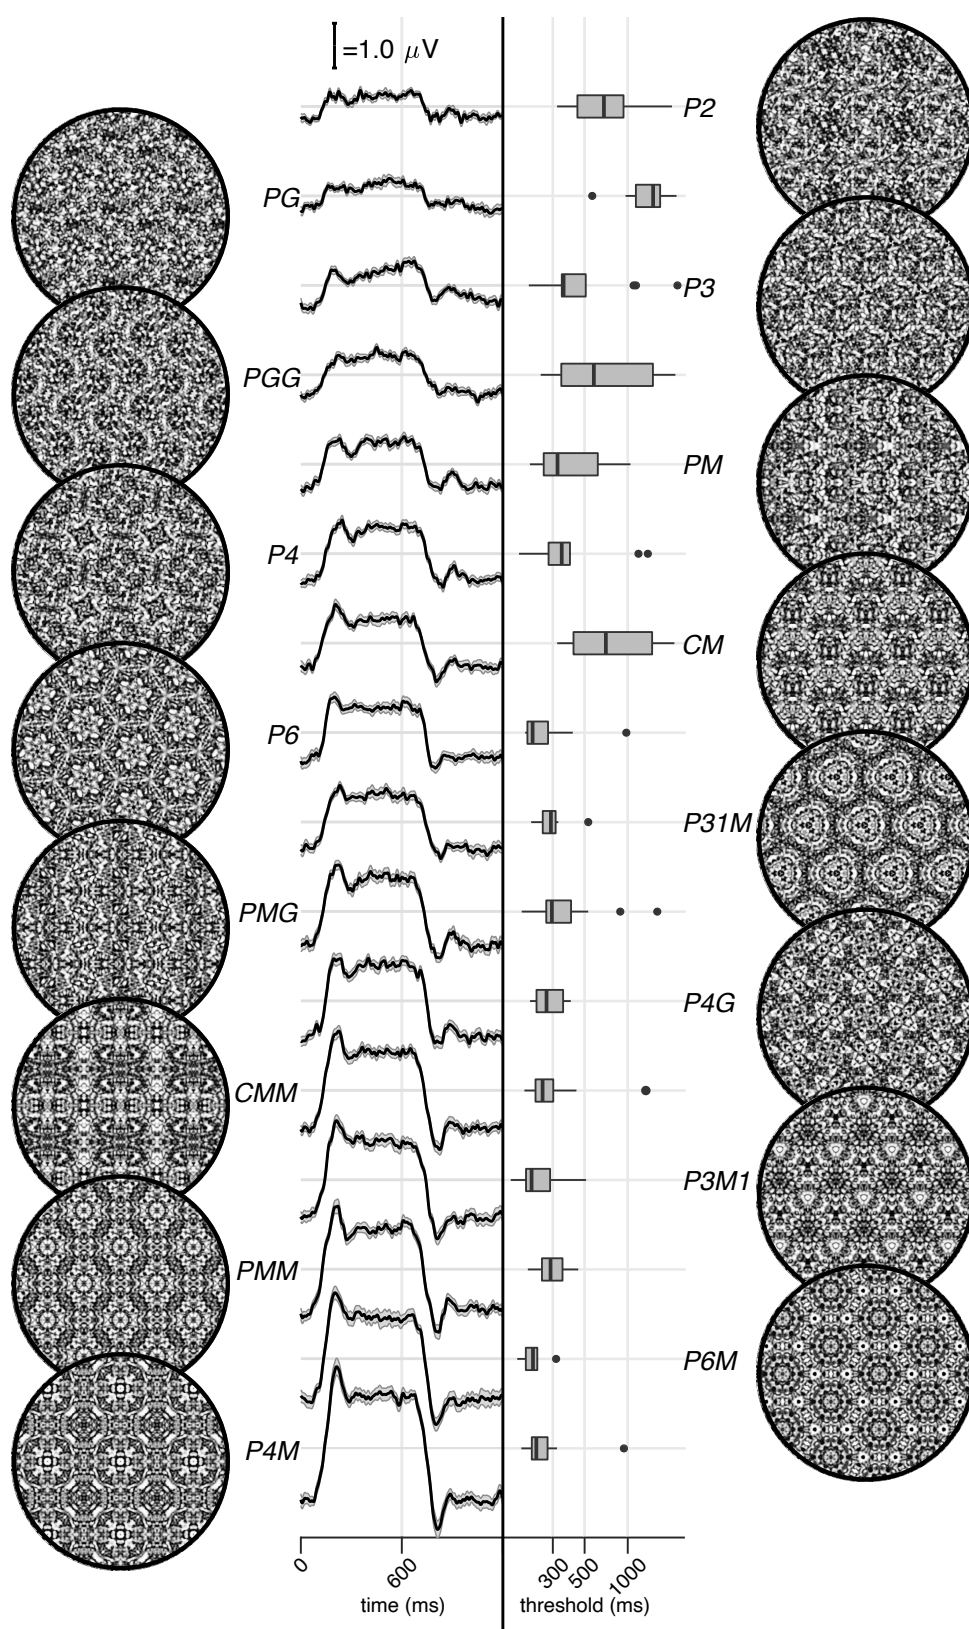 =1.0 μV
P2
PG
P3
PGG
PM
P4
CM
P6
P31M
PMG
P4G
CMM
P3M1
PMM
P6M
P4M
0
600
300
500
1000
time (ms)
threshold (ms)